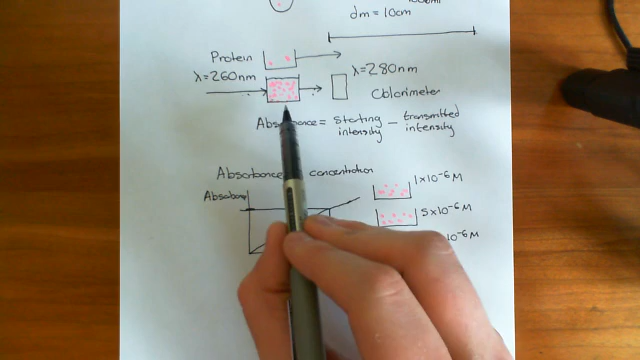 dm = 10cm
Protein
λ=260nm
λ=280nm
Colorimeter
Absorbance = Starting intensity - transmitted intensity
Absorbance concentration
1×10⁻⁶ M
5×10⁻⁶ M
10⁻⁶ M